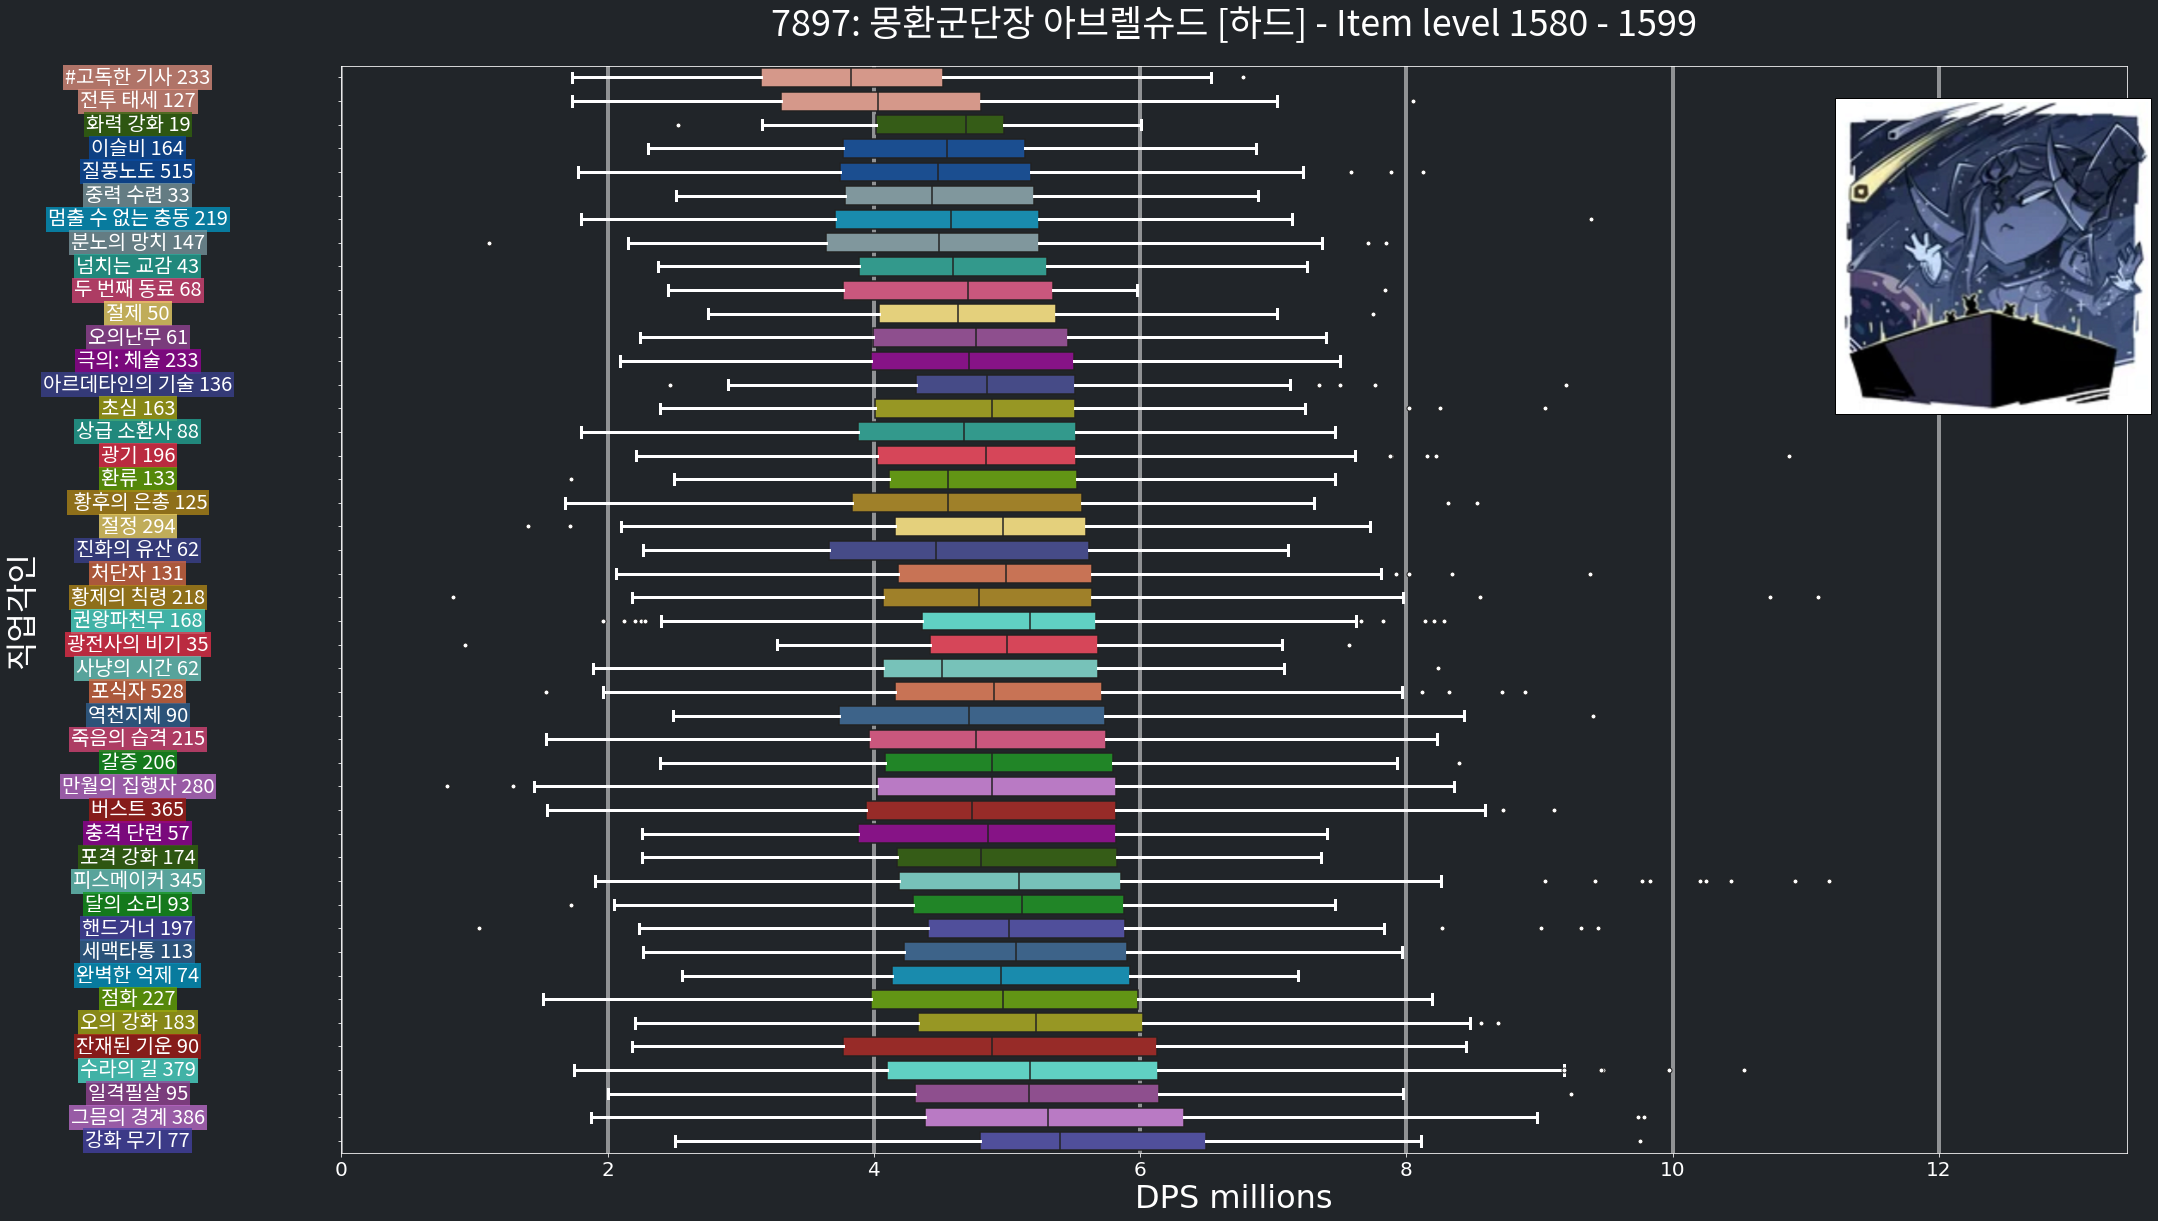 7897: 몽환군단장 아브렐슈드 [하드] - Item level 1580 - 1599
직업각인
#고독한 기사 233
전투 태세 127
화력 강화 19
이슬비 164
질풍노도 515
중력 수련 33
멈출 수 없는 충동 219
분노의 망치 147
넘치는 교감 43
두 번째 동료 68
절제 50
오의난무 61
극의: 체술 233
아르데타인의 기술 136
초심 163
상급 소환사 88
광기 196
환류 133
황후의 은총 125
절정 294
진화의 유산 62
처단자 131
황제의 칙령 218
권왕파천무 168
광전사의 비기 35
사냥의 시간 62
포식자 528
역천지체 90
죽음의 습격 215
갈증 206
만월의 집행자 280
버스트 365
충격 단련 57
포격 강화 174
피스메이커 345
달의 소리 93
핸드거너 197
세맥타통 113
완벽한 억제 74
점화 227
오의 강화 183
잔재된 기운 90
수라의 길 379
일격필살 95
그믐의 경계 386
강화 무기 77
0 2 4 6 8 10 12
DPS millions